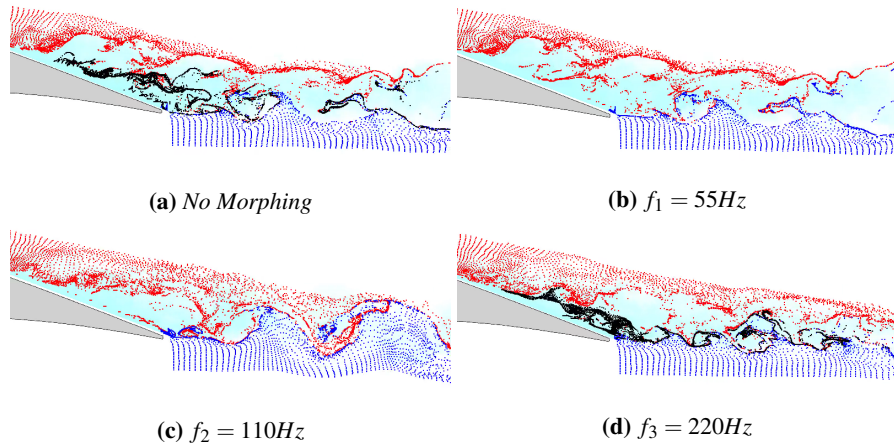 (a) No Morphing
(b) f₁ = 55Hz
(c) f₂ = 110Hz
(d) f₃ = 220Hz